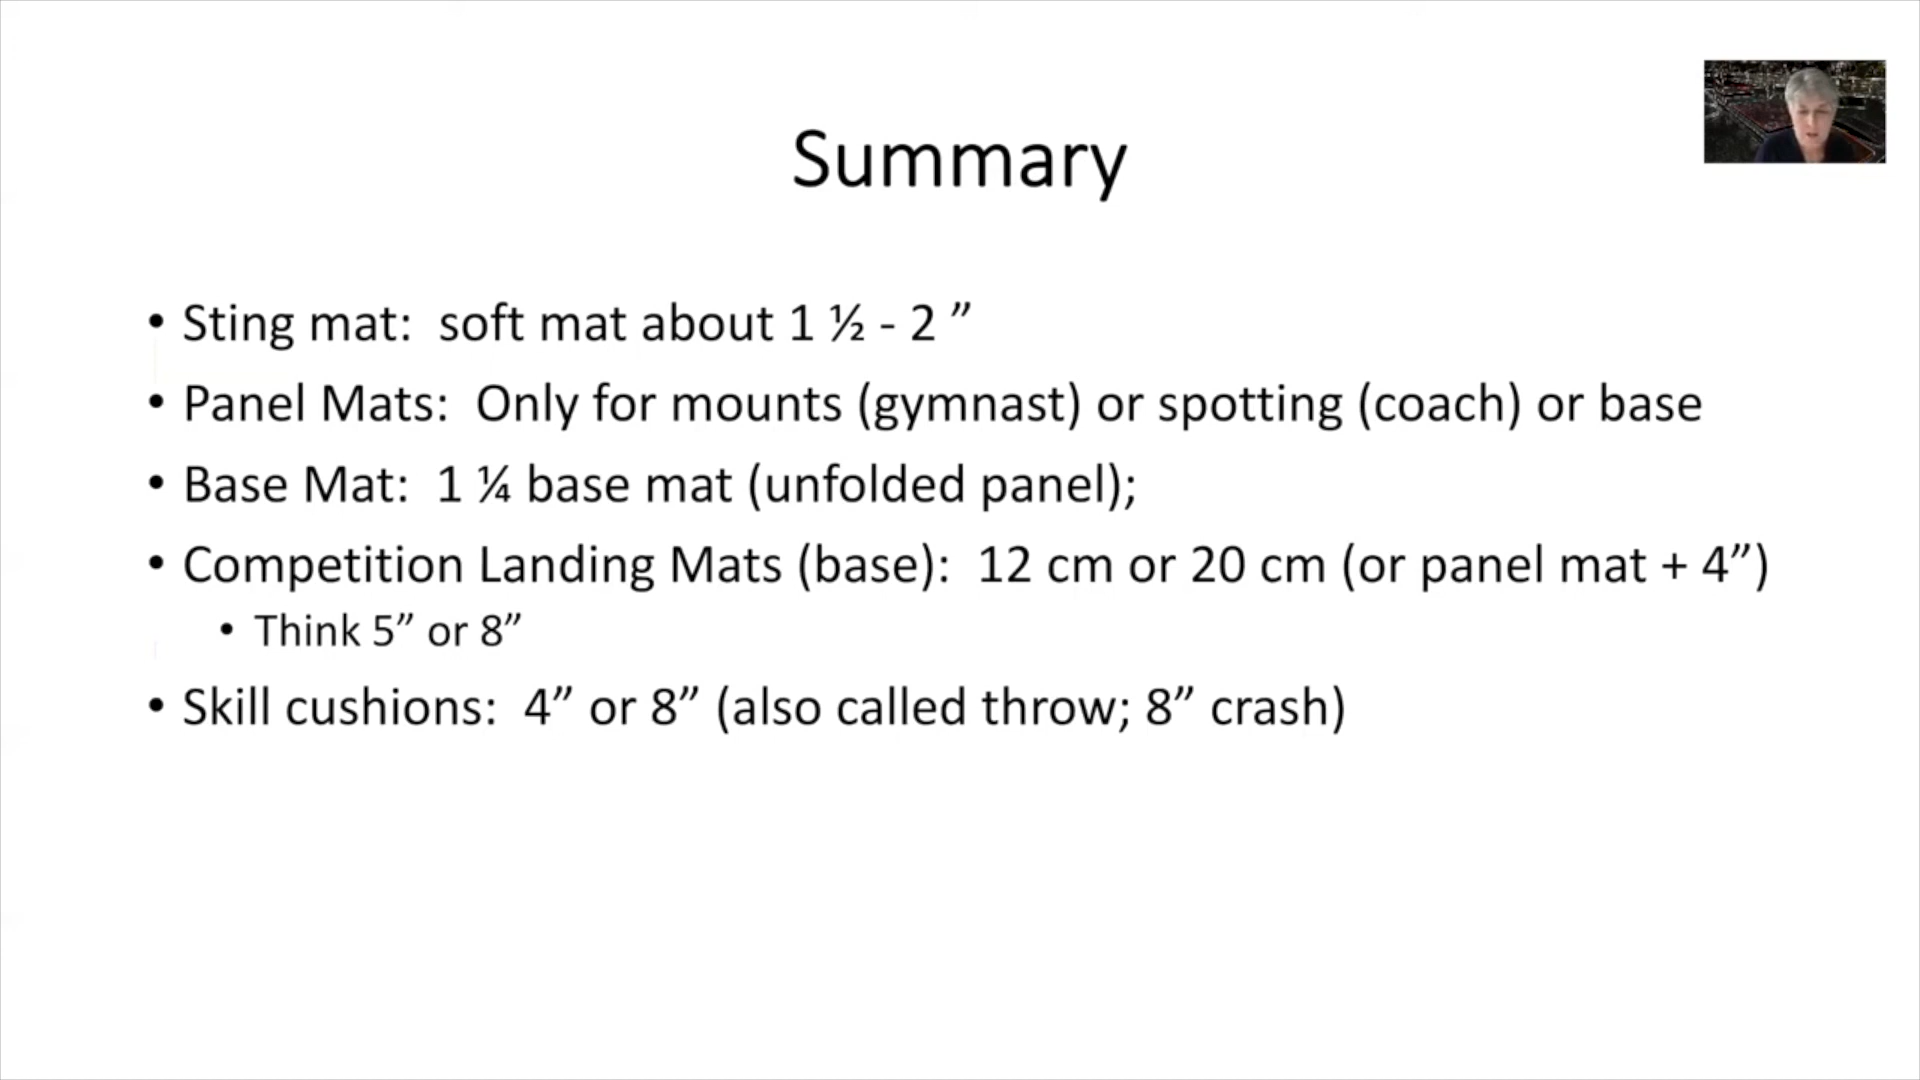 Summary
• Sting mat:  soft mat about 1 ½ - 2 ”
• Panel Mats:  Only for mounts (gymnast) or spotting (coach) or base
• Base Mat:  1 ¼ base mat (unfolded panel);
• Competition Landing Mats (base):  12 cm or 20 cm (or panel mat + 4”)
• Think 5” or 8”
• Skill cushions:  4” or 8” (also called throw; 8” crash)